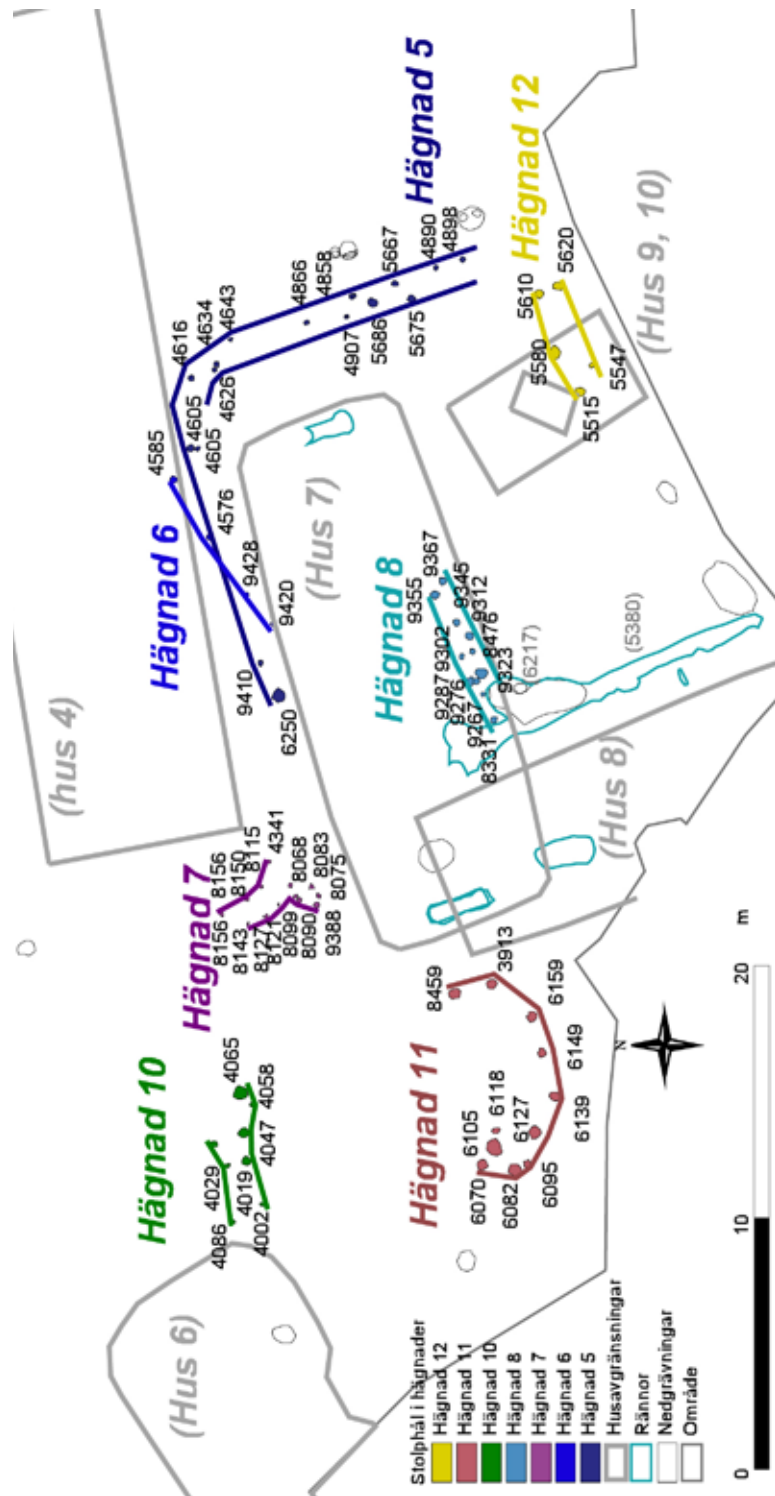 (hus 4)
Hägnad 5
4616
4634
4643
4866
4858
5667
4890
4898
4585
4605
4605
4626
4907
5686
5675
Hägnad 6
4576
9428
9420
9410
6250
Hägnad 12
5610
5620
5580
5515
5547
(Hus 9, 10)
(Hus 7)
Hägnad 8
9355
9367
9345
9312
8476
9323
9302
9287
9276
9267
8331
(6217)
(5380)
(Hus 8)
Hägnad 7
8156
8150
8115
4341
8156
8143
8127
8121
8099
8090
9388
8068
8083
8075
Hägnad 10
4065
4058
4047
4029
4019
4086
4002
(Hus 6)
Hägnad 11
8459
3913
6159
6149
6139
6118
6105
6127
6070
6082
6095
N
Stolphål i hägnader
Hägnad 12
Hägnad 11
Hägnad 10
Hägnad 8
Hägnad 7
Hägnad 6
Hägnad 5
Husavgränsningar
Rännor
Nedgrävningar
Område
0
10
20
m